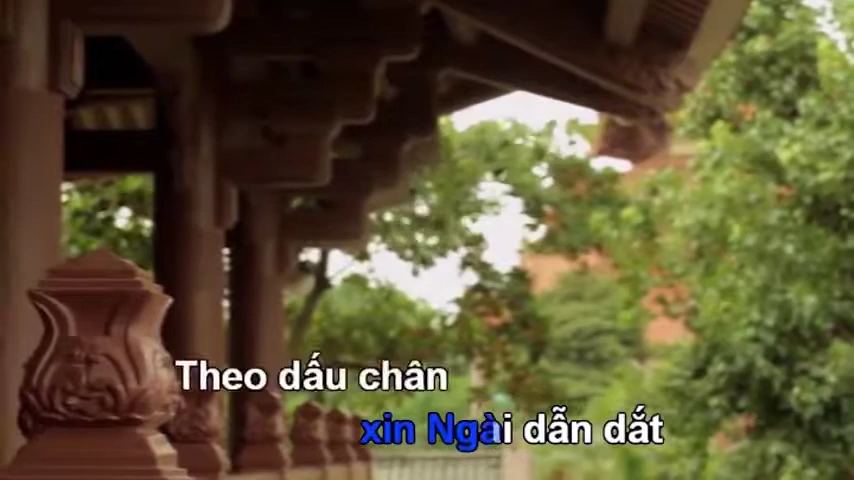 Theo dấu chân
xin Ngài dẫn dắt